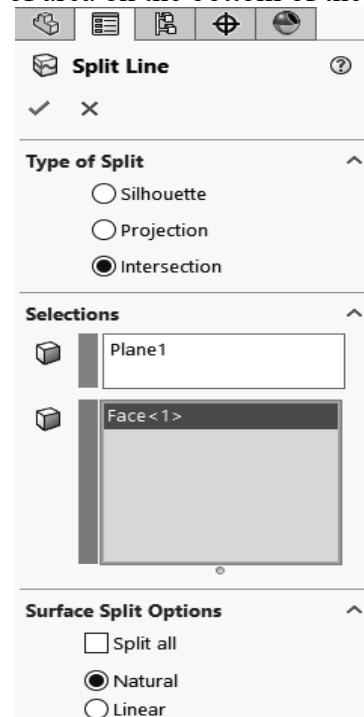 Split Line
Type of Split
Silhouette
Projection
Intersection
Selections
Plane1
Face<1>
Surface Split Options
Split all
Natural
Linear